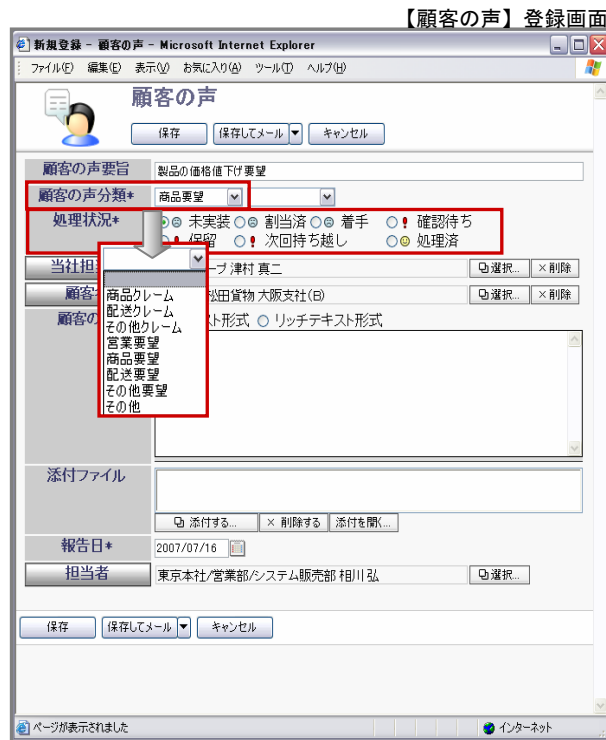 【顧客の声】登録画面
新規登録 - 顧客の声 - Microsoft Internet Explorer
ファイル(F) 編集(E) 表示(V) お気に入り(A) ツール(T) ヘルプ(H)
顧客の声
保存 保存してメール キャンセル
顧客の声要旨 製品の価格値下げ要望
顧客の声分類* 商品要望
処理状況* 未実装 割当済 着手 確認待ち
保留 次回持ち越し 処理済
当社担 ープ 津村 真二 選択... ×削除
顧客 松田貨物 大阪支社(B) 選択... ×削除
顧客の スト形式 リッチテキスト形式
商品クレーム
配送クレーム
その他クレーム
営業要望
商品要望
配送要望
その他要望
その他
添付ファイル
添付する... × 削除する 添付を開く...
報告日* 2007/07/16
担当者 東京本社/営業部/システム販売部 相川 弘 選択...
保存 保存してメール キャンセル
ページが表示されました インターネット